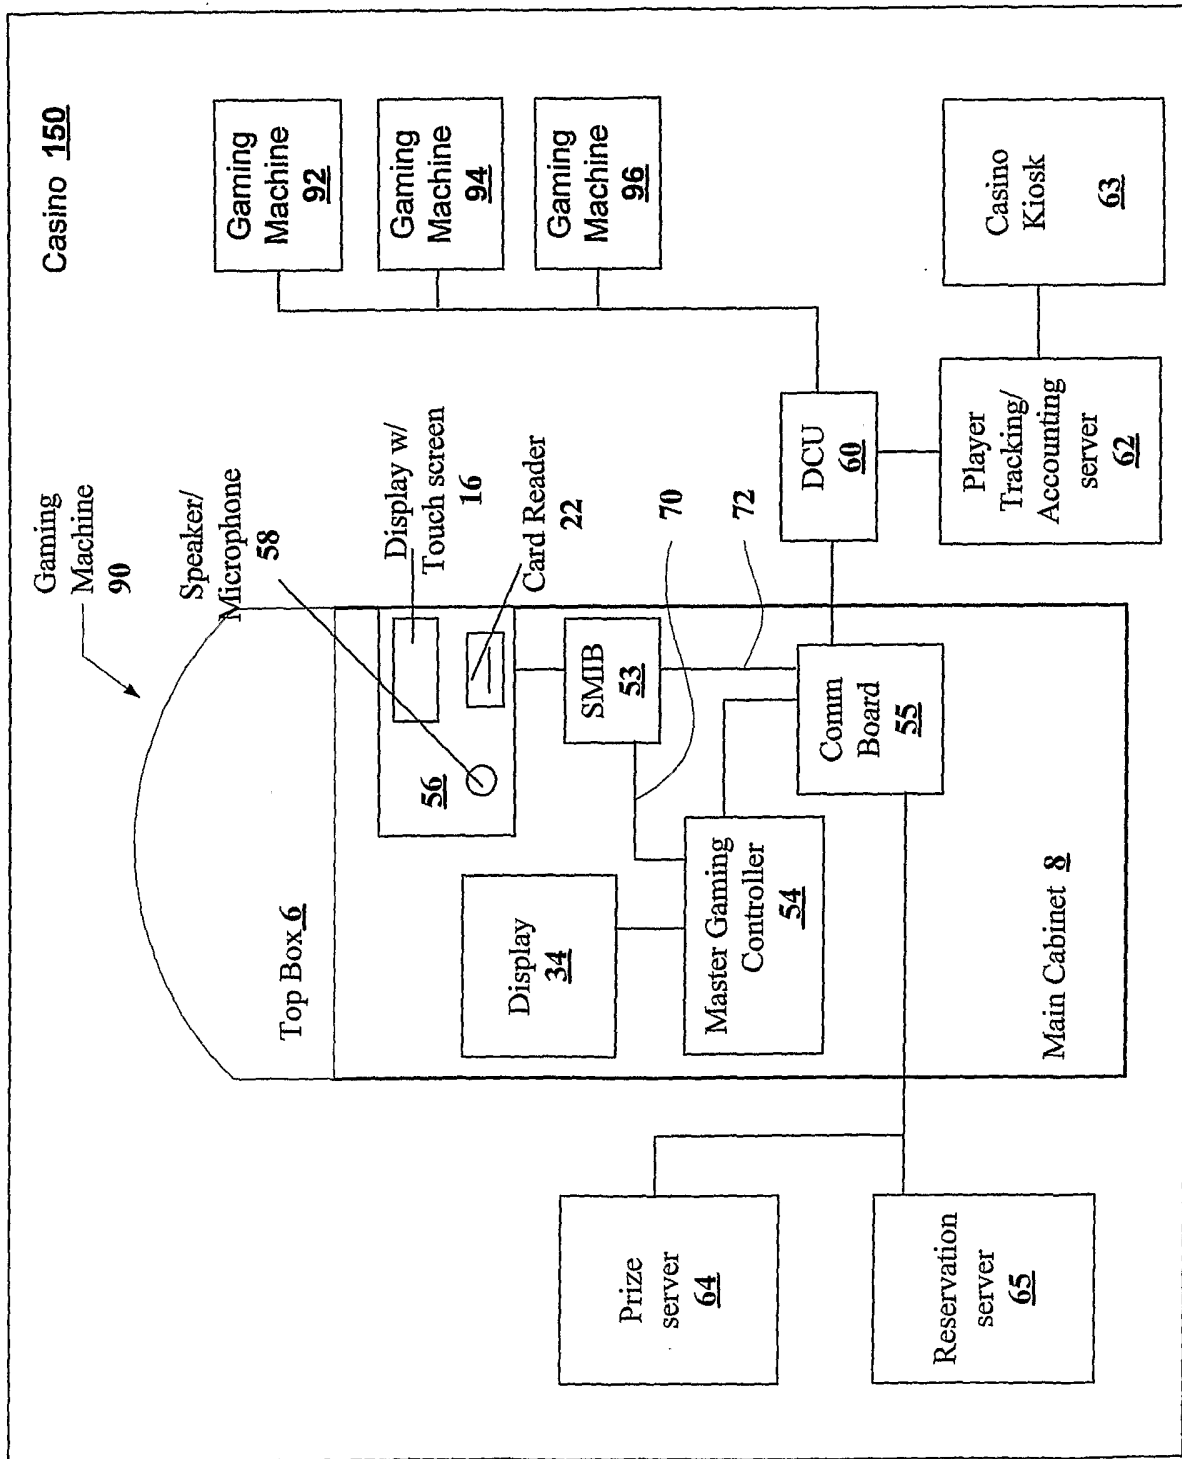 Casino 150
Gaming
Machine
90
Speaker/
Microphone
58
Display w/
Touch screen
16
Card Reader
22
Gaming
Machine
92
Gaming
Machine
94
Gaming
Machine
96
Top Box 6
56
Display
34
SMIB
53
70
72
Master Gaming
Controller
54
Comm
Board
55
Main Cabinet 8
DCU
60
Player
Tracking/
Accounting
server
62
Casino
Kiosk
63
Prize
server
64
Reservation
server
65